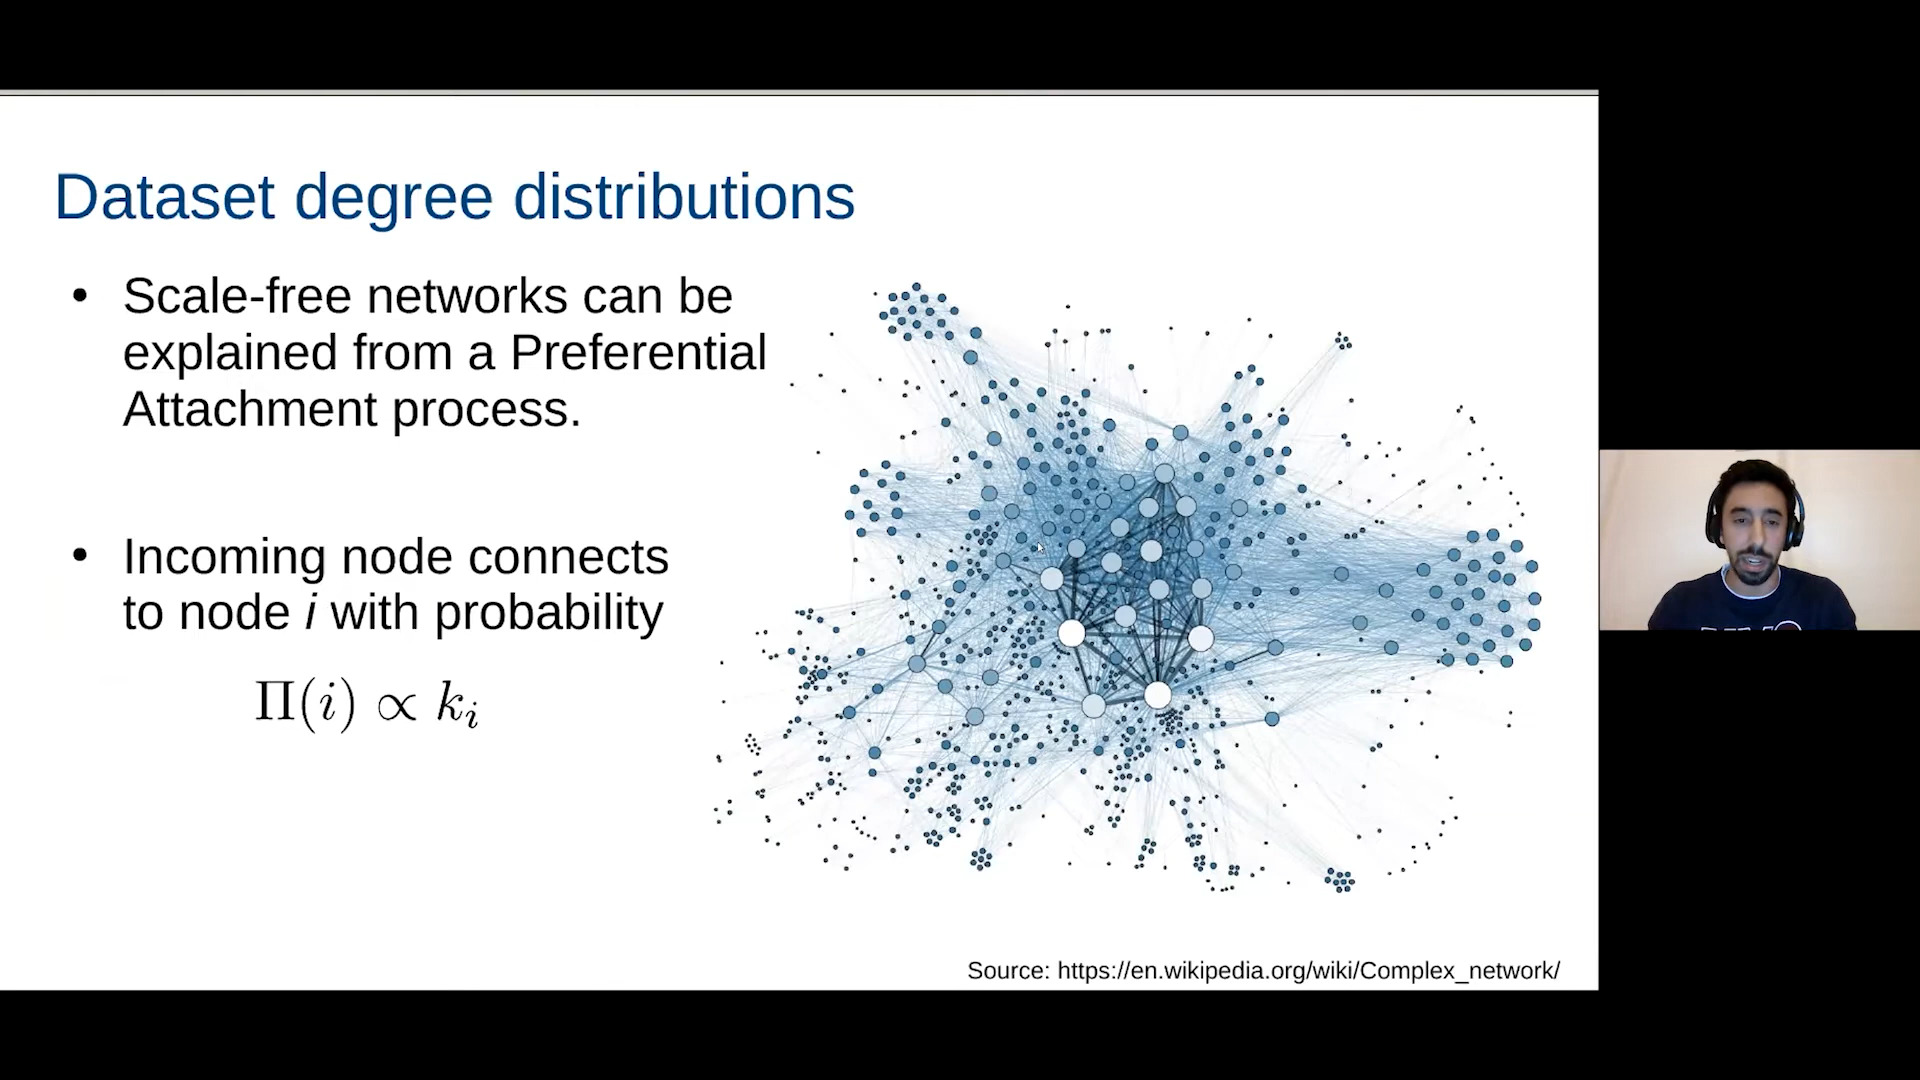 Dataset degree distributions
• Scale-free networks can be
explained from a Preferential
Attachment process.
• Incoming node connects
to node i with probability
Π(i) ∝ kᵢ
Source: https://en.wikipedia.org/wiki/Complex_network/